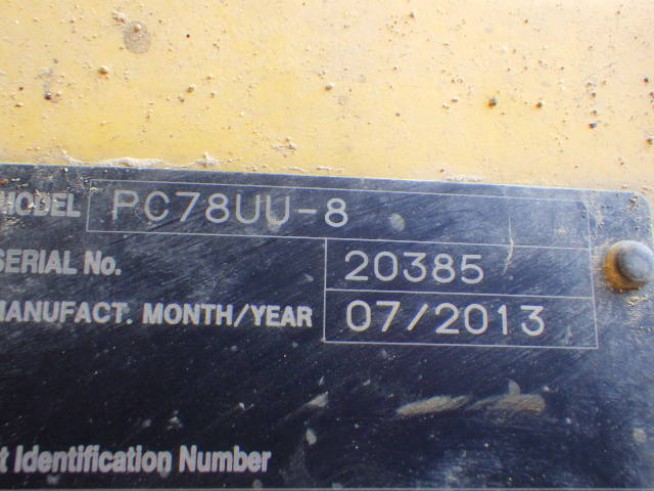 MODEL PC78UU-8
SERIAL No. 20385
MANUFACT. MONTH/YEAR 07/2013
t Identification Number